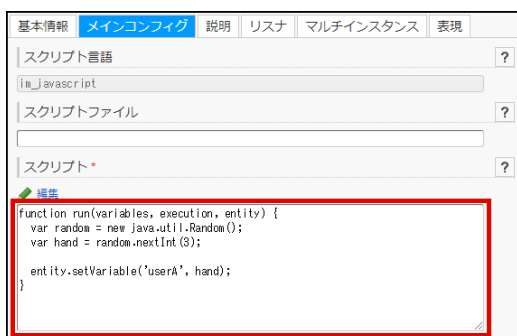 基本情報 メインコンフィグ 説明 リスナ マルチインスタンス 表現
スクリプト言語 ?
im_javascript
スクリプトファイル ?
スクリプト * ?
編集
function run(variables, execution, entity) {
  var random = new java.util.Random();
  var hand = random.nextInt(3);

  entity.setVariable('userA', hand);
}